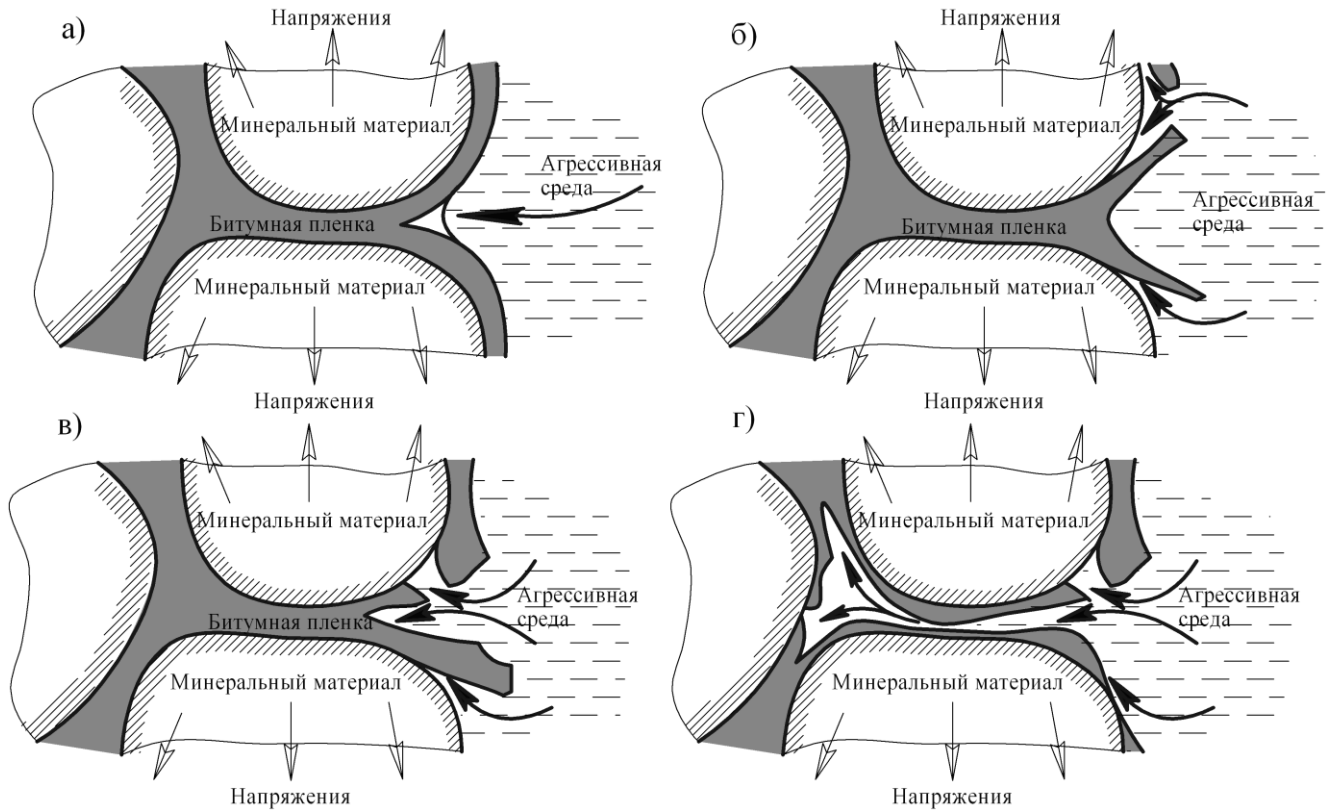 а)
Напряжения
Минеральный материал
Агрессивная
среда
Битумная пленка
Минеральный материал
Напряжения
б)
Напряжения
Минеральный материал
Агрессивная
среда
Битумная пленка
Минеральный материал
Напряжения
в)
Минеральный материал
Агрессивная
среда
Битумная пленка
Минеральный материал
Напряжения
г)
Минеральный материал
Агрессивная
среда
Минеральный материал
Напряжения